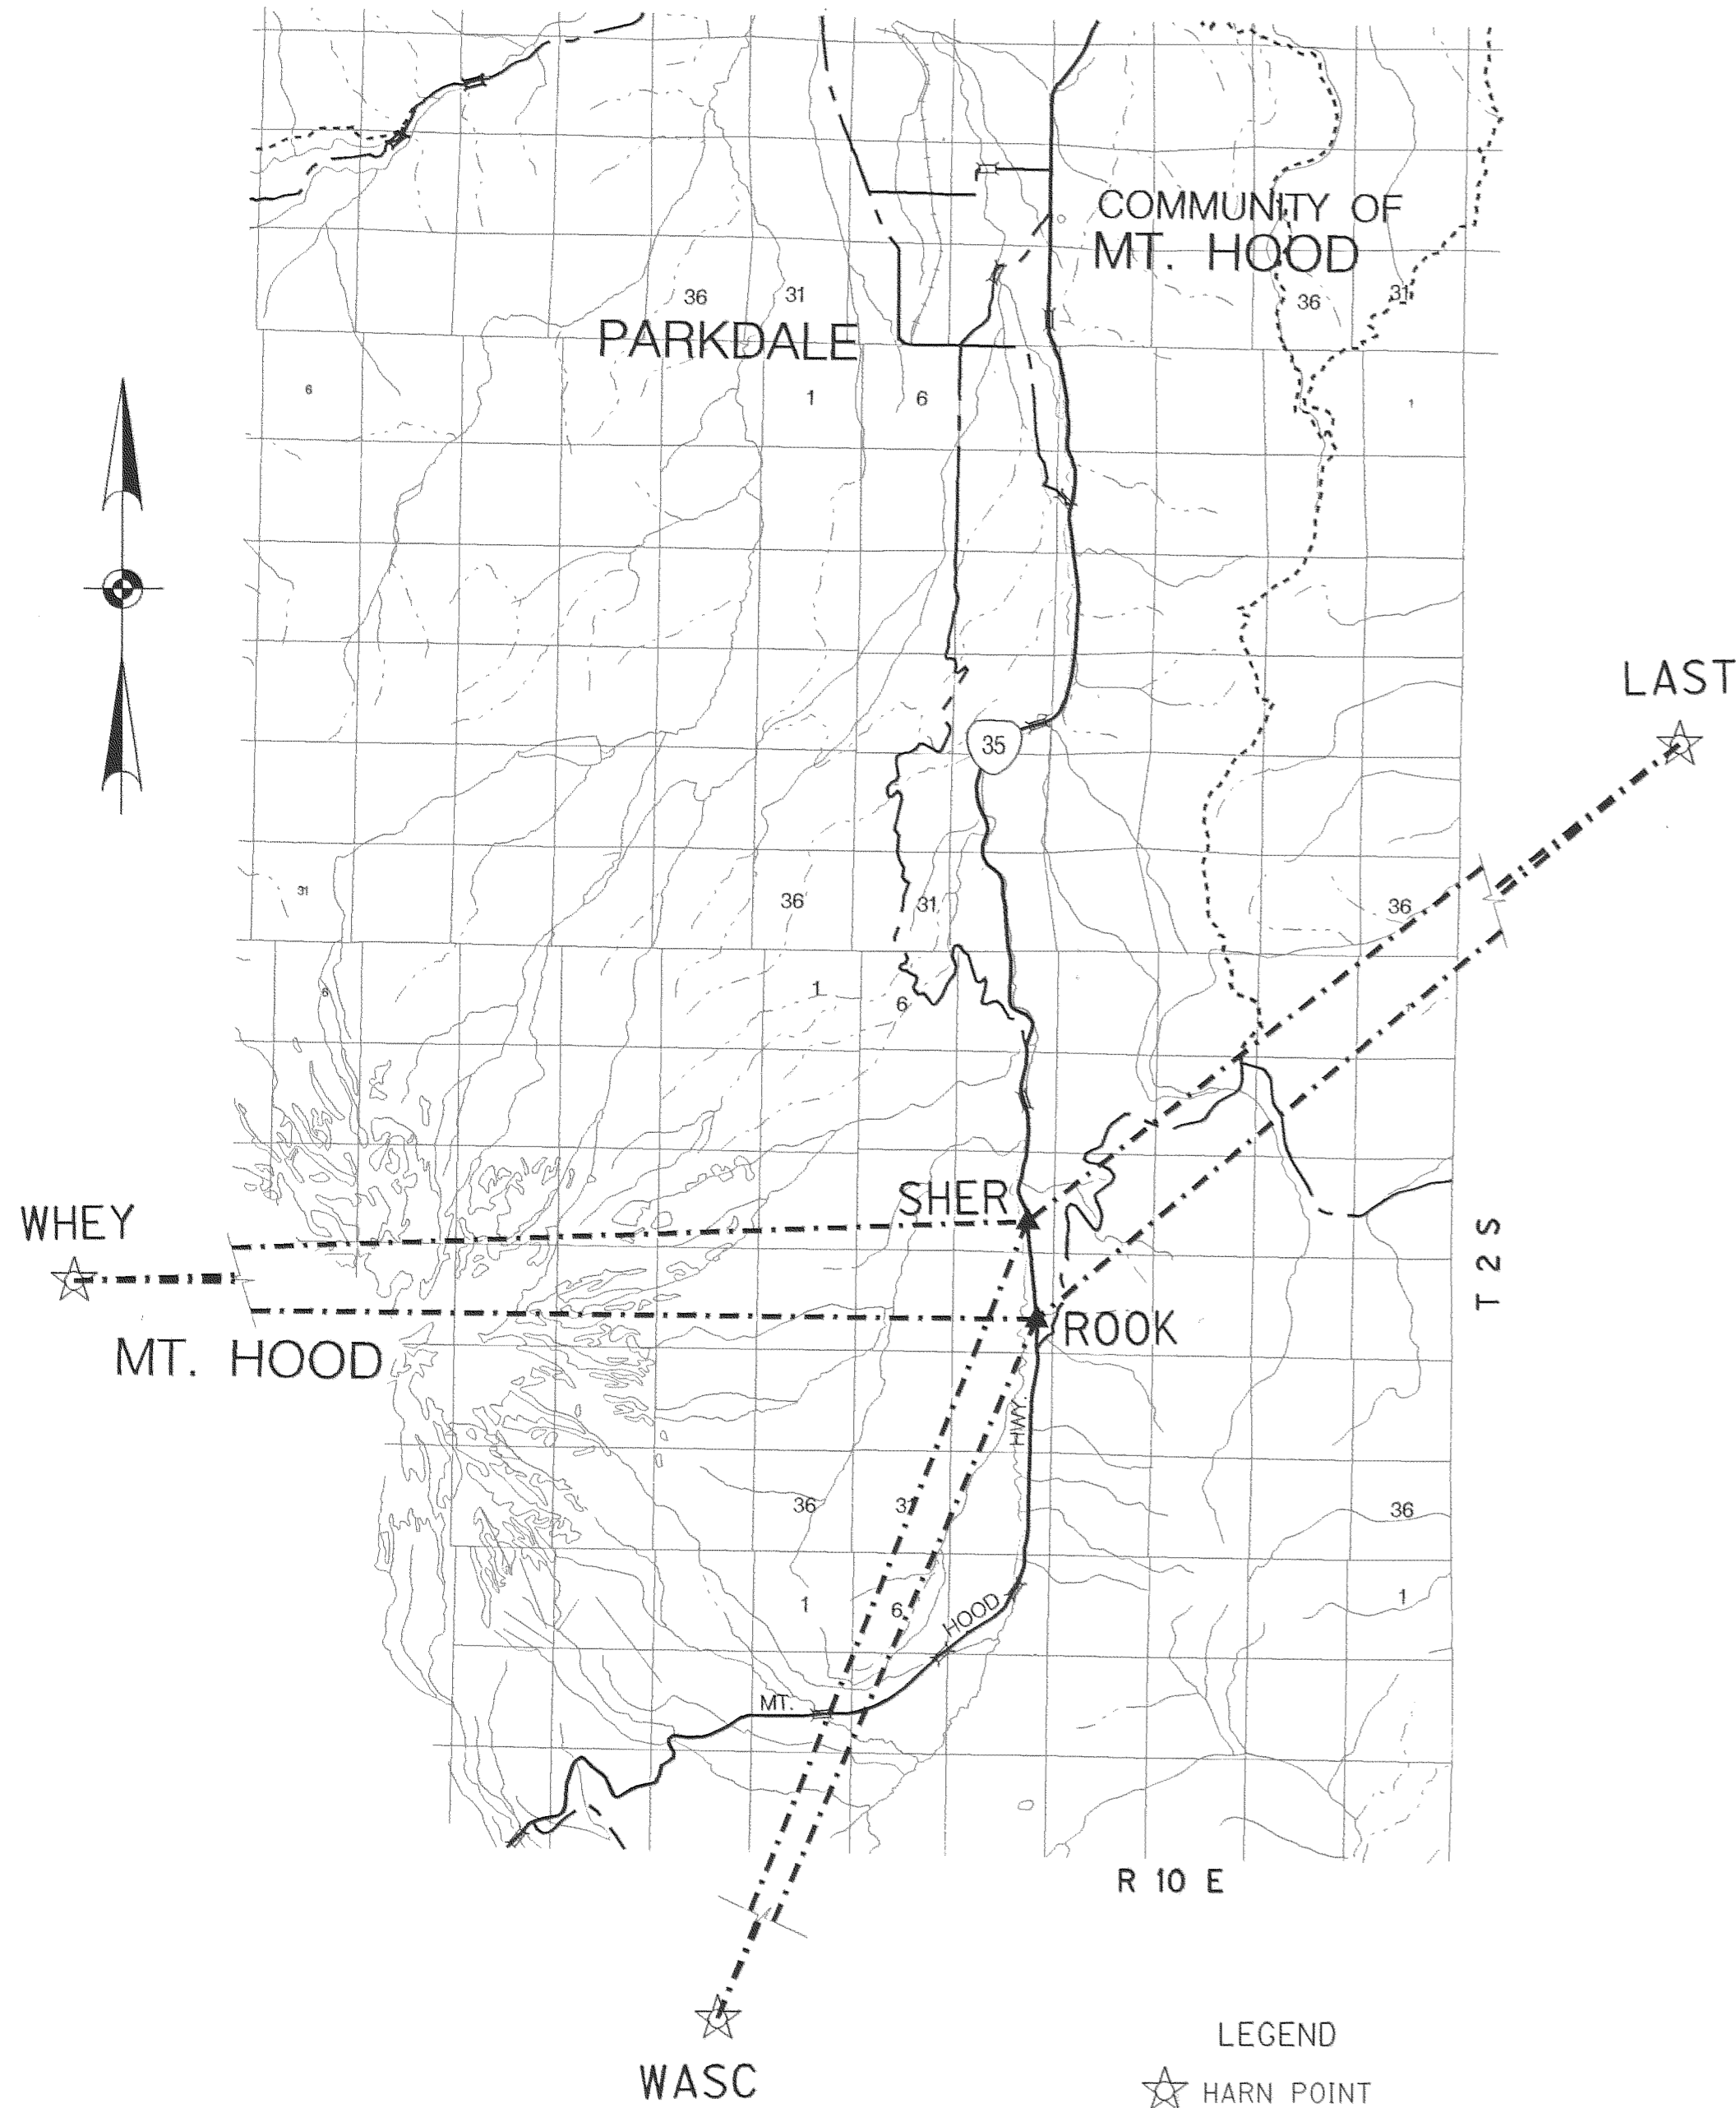 COMMUNITY OF
MT. HOOD
36
31
36
31
PARKDALE
6
1
6
1
LAST
35
31
36
31
36
6
1
6
WHEY
SHER
T 2 S
ROOK
MT. HOOD
HWY.
36
31
36
1
6
HOOD
1
MT.
R 10 E
WASC
LEGEND
HARN POINT